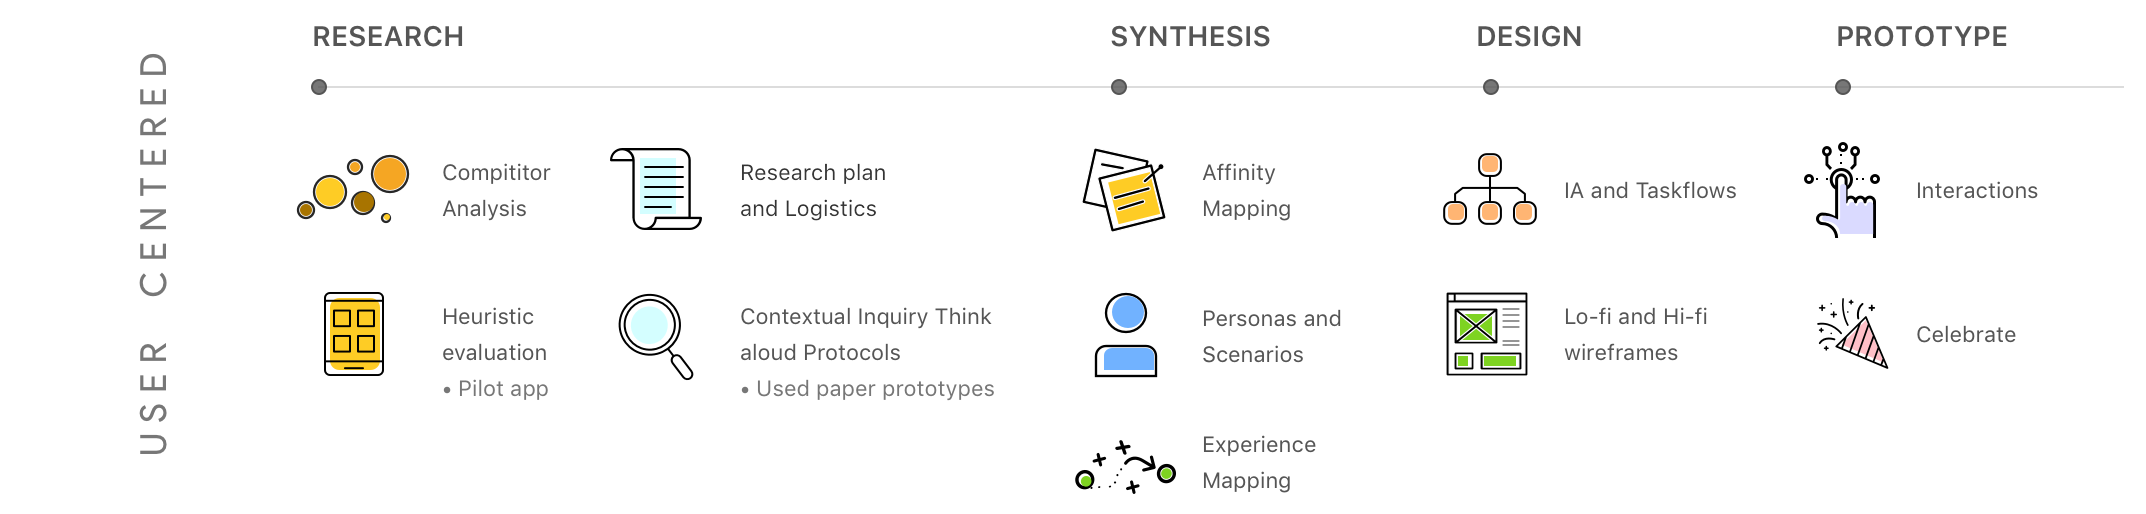 USER CENTERED
RESEARCH
Compititor
Analysis
Research plan
and Logistics
Heuristic
evaluation
• Pilot app
Contextual Inquiry Think
aloud Protocols
• Used paper prototypes
SYNTHESIS
Affinity
Mapping
Personas and
Scenarios
Experience
Mapping
DESIGN
IA and Taskflows
Lo-fi and Hi-fi
wireframes
PROTOTYPE
Interactions
Celebrate